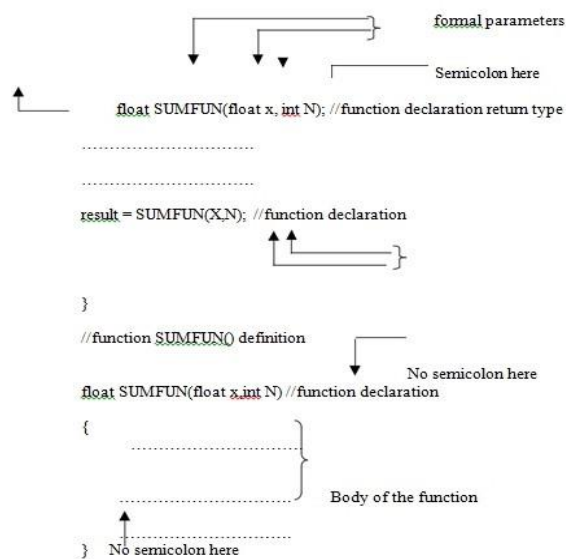 formal parameters
Semicolon here
float SUMFUN(float x, int N); //function declaration return type
................................
................................
result = SUMFUN(X,N); //function declaration
}
//function SUMFUN() definition
No semicolon here
float SUMFUN(float x,int N) //function declaration
{
................................
................................
Body of the function
................................
} No semicolon here